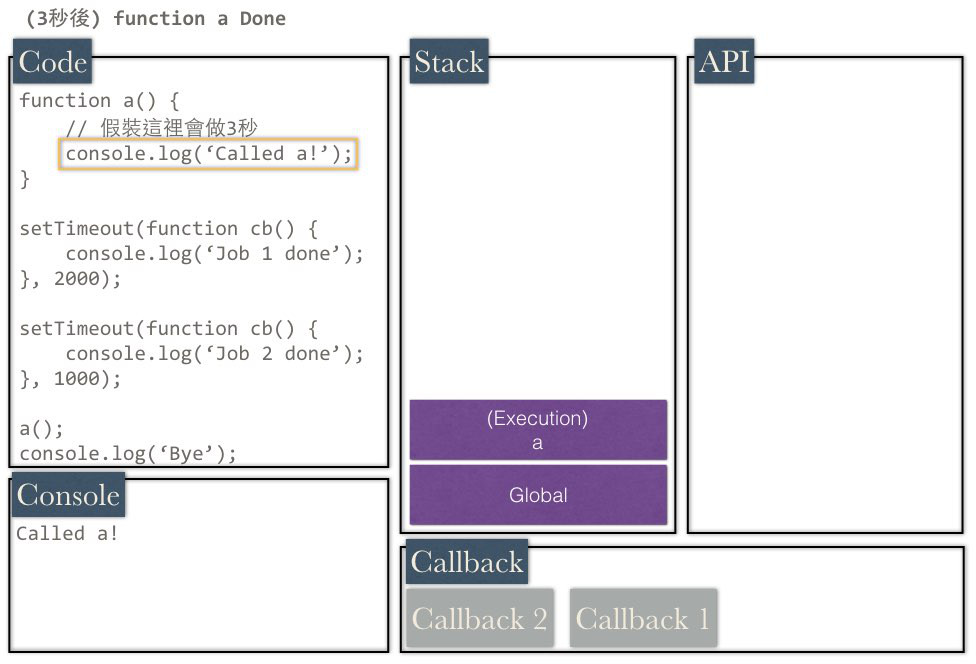 (3秒後) function a Done
Code
function a() {
    // 假裝這裡會做3秒
    console.log(‘Called a!’);
}
setTimeout(function cb() {
    console.log(‘Job 1 done’);
}, 2000);
setTimeout(function cb() {
    console.log(‘Job 2 done’);
}, 1000);
a();
console.log(‘Bye’);
Console
Called a!
Stack
(Execution)
a
Global
API
Callback
Callback 2
Callback 1